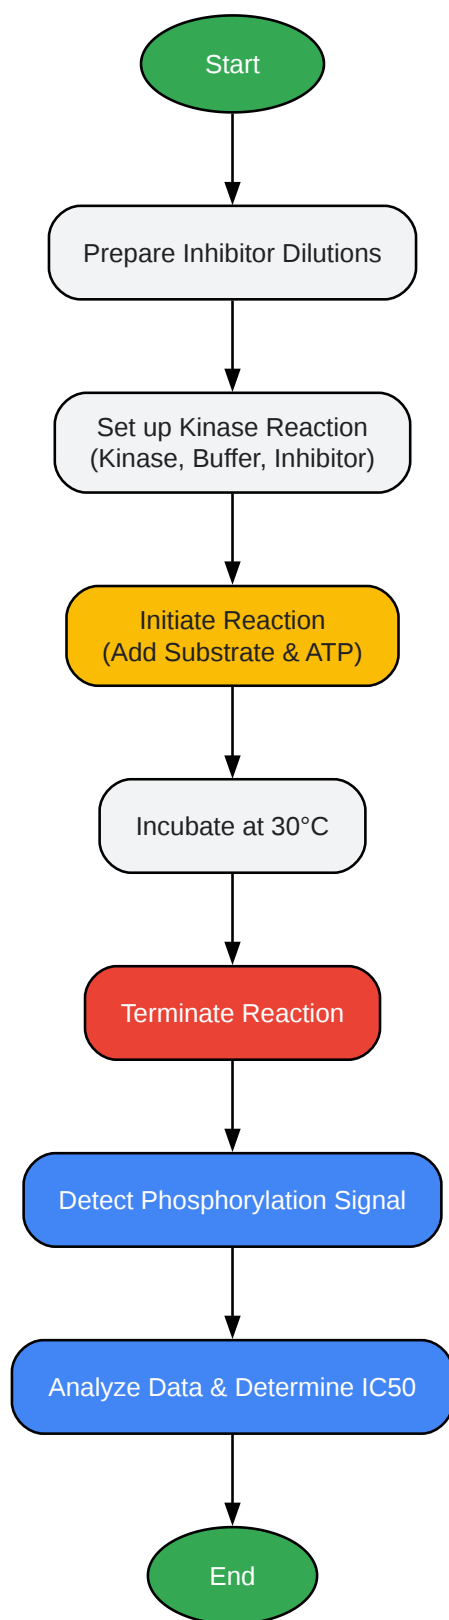 Start
Prepare Inhibitor Dilutions
Set up Kinase Reaction
(Kinase, Buffer, Inhibitor)
Initiate Reaction
(Add Substrate & ATP)
Incubate at 30°C
Terminate Reaction
Detect Phosphorylation Signal
Analyze Data & Determine IC50
End